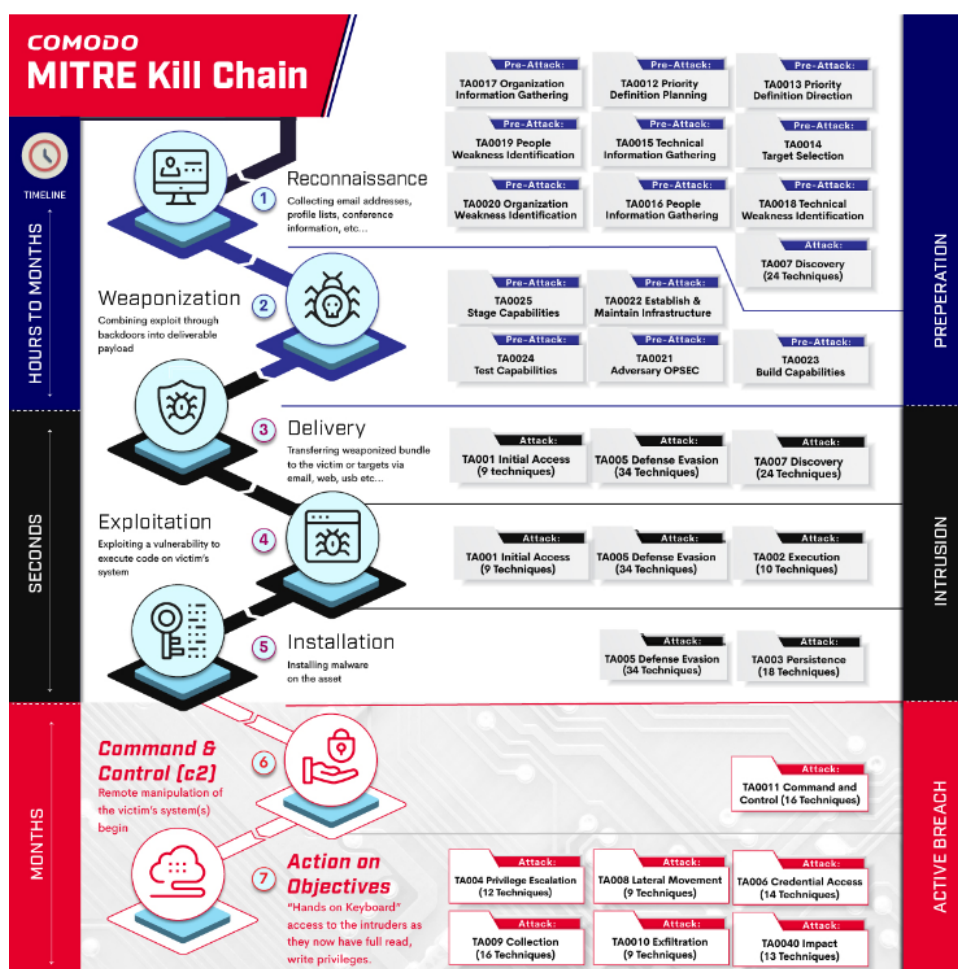 COMODO
MITRE Kill Chain
TIMELINE
HOURS TO MONTHS
SECONDS
MONTHS
PREPERATION
INTRUSION
ACTIVE BREACH
1
Reconnaissance
Collecting email addresses,
profile lists, conference
information, etc...
Pre-Attack:
TA0017 Organization
Information Gathering
Pre-Attack:
TA0012 Priority
Definition Planning
Pre-Attack:
TA0013 Priority
Definition Direction
Pre-Attack:
TA0019 People
Weakness Identification
Pre-Attack:
TA0015 Technical
Information Gathering
Pre-Attack:
TA0014
Target Selection
Pre-Attack:
TA0020 Organization
Weakness Identification
Pre-Attack:
TA0016 People
Information Gathering
Pre-Attack:
TA0018 Technical
Weakness Identification
Attack:
TA007 Discovery
(24 Techniques)
Weaponization
2
Combining exploit through
backdoors into deliverable
payload
Pre-Attack:
TA0025
Stage Capabilities
Pre-Attack:
TA0022 Establish &
Maintain Infrastructure
Pre-Attack:
TA0024
Test Capabilities
Pre-Attack:
TA0021
Adversary OPSEC
Pre-Attack:
TA0023
Build Capabilities
3
Delivery
Transferring weaponized bundle
to the victim or targets via
email, web, usb etc...
Attack:
TA001 Initial Access
(9 techniques)
Attack:
TA005 Defense Evasion
(34 Techniques)
Attack:
TA007 Discovery
(24 Techniques)
Exploitation
4
Exploiting a vulnerability to
execute code on victim's
system
Attack:
TA001 Initial Access
(9 Techniques)
Attack:
TA005 Defense Evasion
(34 Techniques)
Attack:
TA002 Execution
(10 Techniques)
5
Installation
Installing malware
on the asset
Attack:
TA005 Defense Evasion
(34 Techniques)
Attack:
TA003 Persistence
(18 Techniques)
Command &
Control (c2)
6
Remote manipulation of
the victim's system(s)
begin
Attack:
TA0011 Command and
Control (16 Techniques)
7
Action on
Objectives
"Hands on Keyboard"
access to the intruders as
they now have full read,
write privileges.
Attack:
TA004 Privilege Escalation
(12 Techniques)
Attack:
TA008 Lateral Movement
(9 Techniques)
Attack:
TA006 Credential Access
(14 Techniques)
Attack:
TA009 Collection
(16 Techniques)
Attack:
TA0010 Exfiltration
(9 Techniques)
Attack:
TA0040 Impact
(13 Techniques)